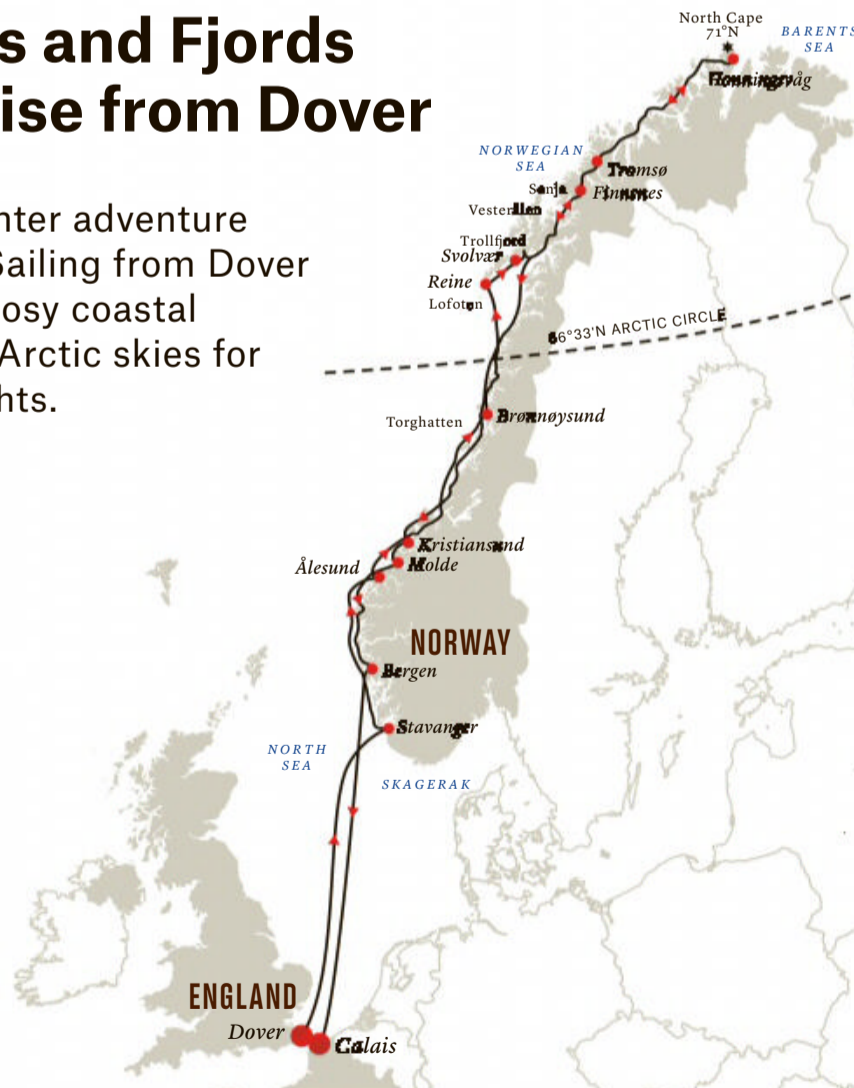 s and Fjords
ise from Dover
nter adventure
Sailing from Dover
osy coastal
Arctic skies for
hts.
North Cape
71°N
BARENTS
SEA
Honningsvåg
NORWEGIAN
SEA
Tromsø
Senja
Finnsnes
Vesterålen
Trollfjord
Svolvær
Reine
Lofoten
66°33'N ARCTIC CIRCLE
Torghatten
Brønnøysund
Kristiansund
Ålesund
Molde
NORWAY
Bergen
Stavanger
NORTH
SEA
SKAGERAK
ENGLAND
Dover
Calais